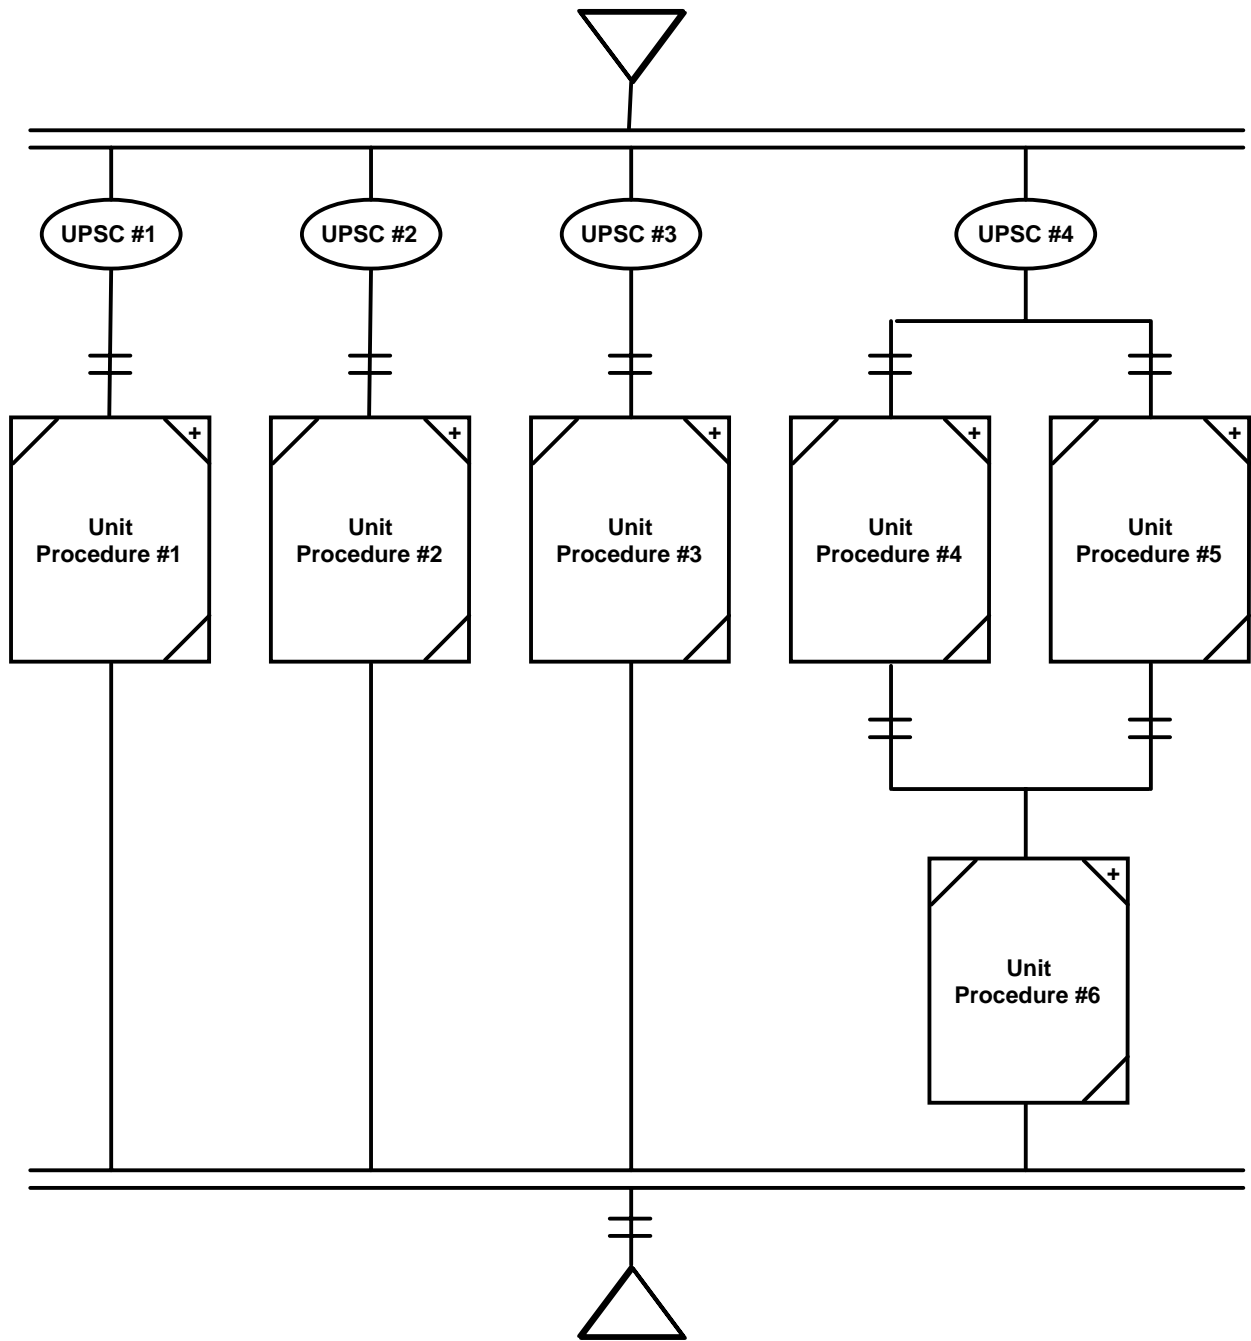 UPSC #1
UPSC #2
UPSC #3
UPSC #4
+
+
+
+
+
Unit
Procedure #1
Unit
Procedure #2
Unit
Procedure #3
Unit
Procedure #4
Unit
Procedure #5
+
Unit
Procedure #6